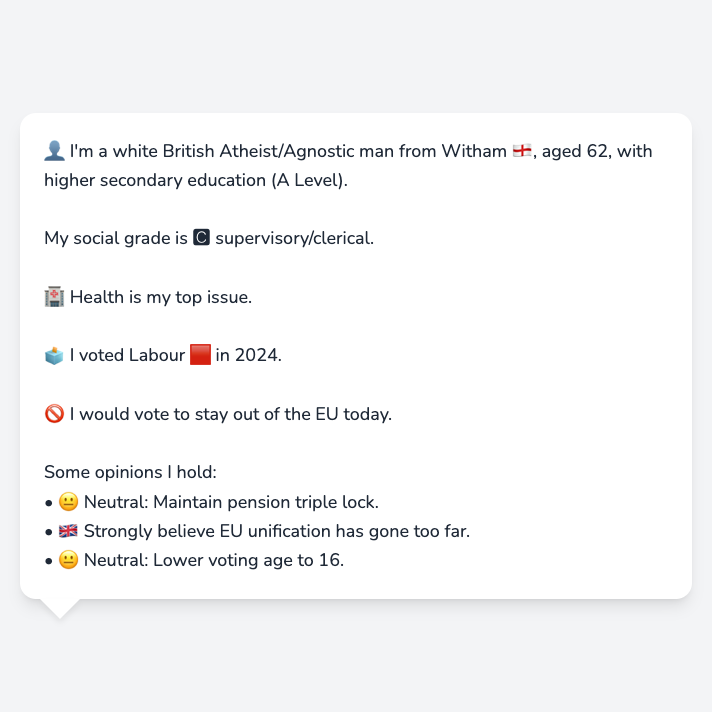 👤 I'm a white British Atheist/Agnostic man from Witham 🏴󠁧󠁢󠁥󠁮󠁧󠁿, aged 62, with
higher secondary education (A Level).
My social grade is 🅲 supervisory/clerical.
🏥 Health is my top issue.
🗳️ I voted Labour 🟥 in 2024.
🚫 I would vote to stay out of the EU today.
Some opinions I hold:
• 😐 Neutral: Maintain pension triple lock.
• 🇬🇧 Strongly believe EU unification has gone too far.
• 😐 Neutral: Lower voting age to 16.